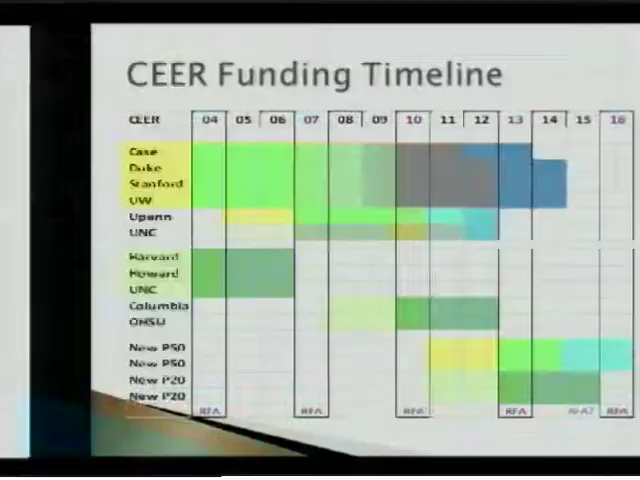 CEER Funding Timeline
CEER 04 05 06 07 08 09 10 11 12 13 14 15 16
Case
Duke
Stanford
UW
Upenn
UNC
Harvard
Howard
UNC
Columbia
OHSU
New P50
New P50
New P20
New P20
RFA RFA RFA RFA RFA? RFA